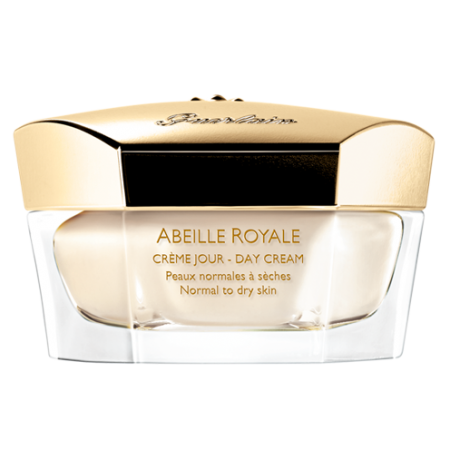 Guerlain
ABEILLE ROYALE
CRÈME JOUR - DAY CREAM
Peaux normales à sèches
Normal to dry skin